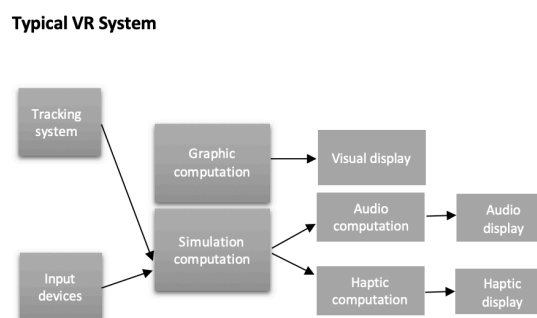 Typical VR System
Tracking
system
Graphic
computation
Visual display
Audio
computation
Audio
display
Simulation
computation
Input
devices
Haptic
computation
Haptic
display